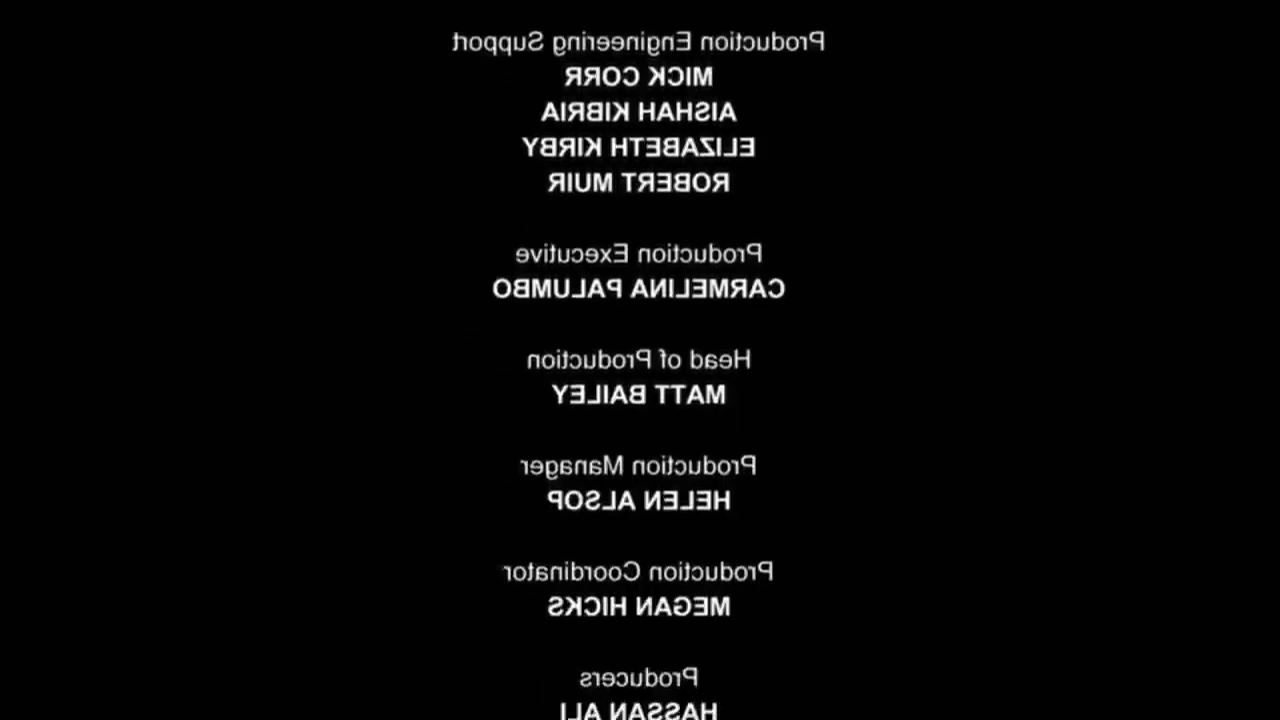 Production Engineering Support
MICK CORR
AISHAH KIBRIA
ELIZABETH KIRBY
ROBERT MUIR
Production Executive
CARMELINA PALUMBO
Head of Production
MATT BAILEY
Production Manager
HELEN ALSOP
Production Coordinator
MEGAN HICKS
Producers
HASSAN ALI